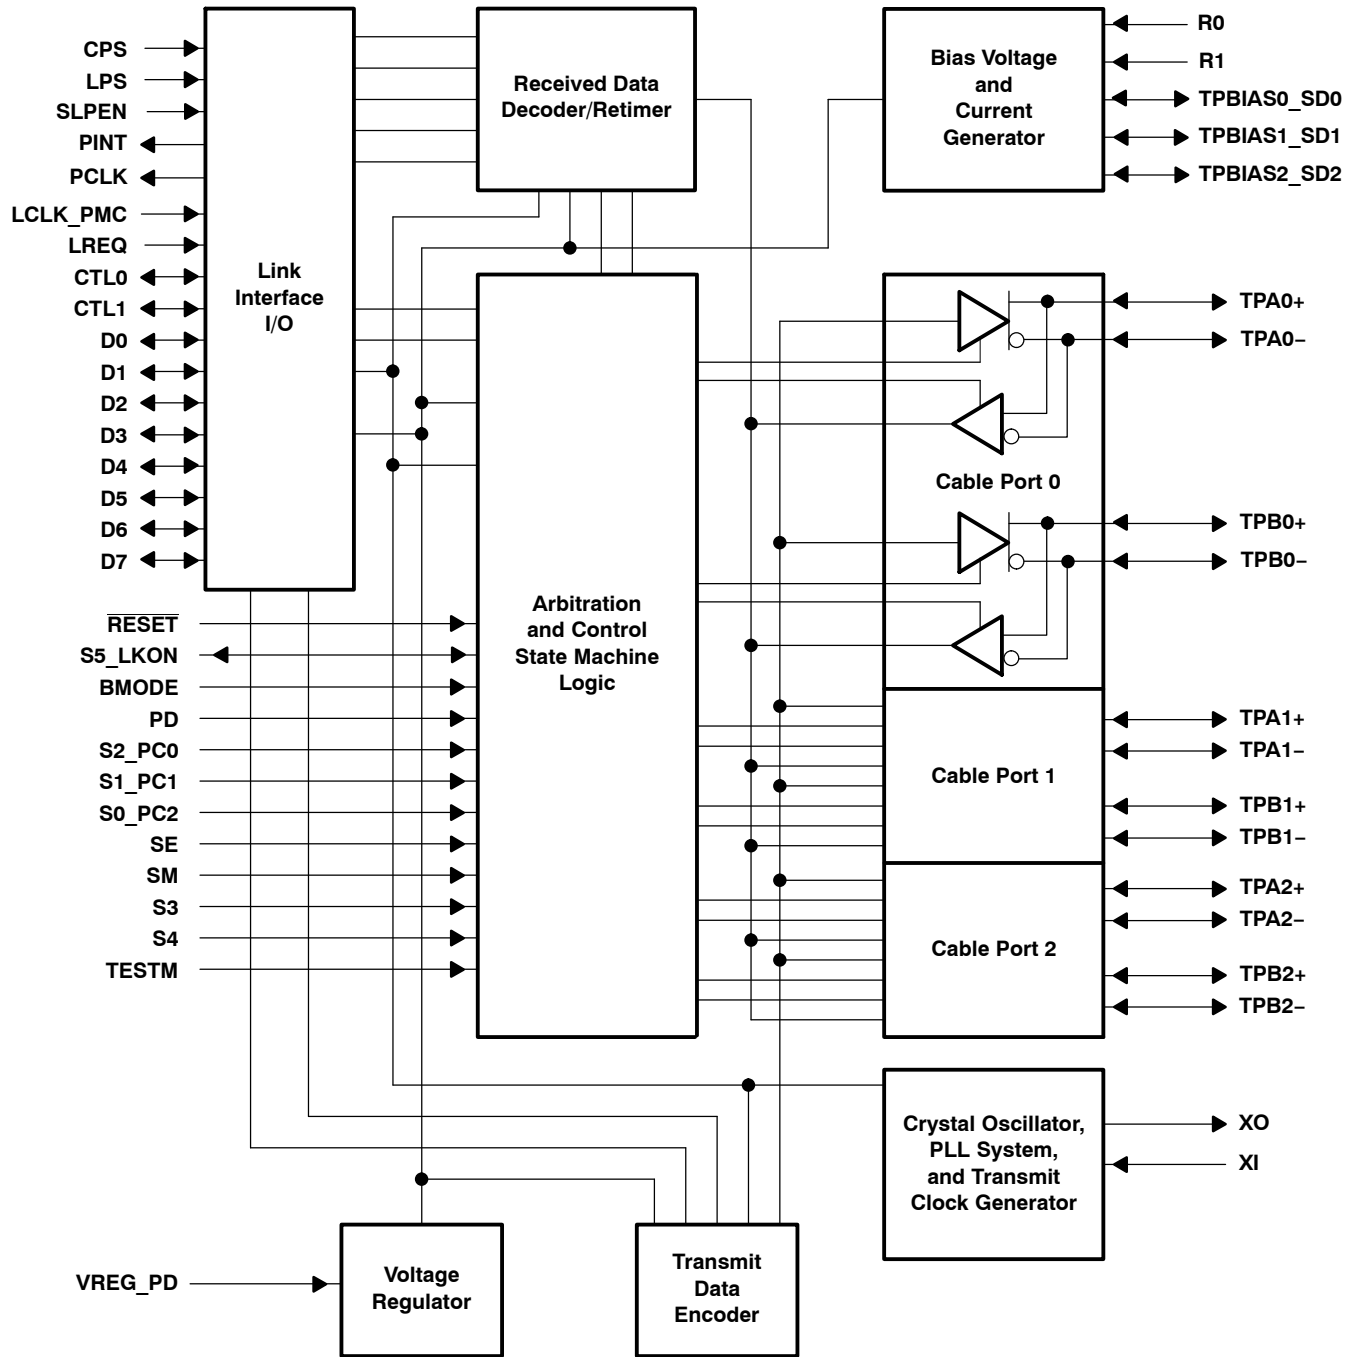 CPS
LPS
SLPEN
PINT
PCLK
LCLK_PMC
LREQ
CTL0
CTL1
D0
D1
D2
D3
D4
D5
D6
D7
Link
Interface
I/O
Received Data
Decoder/Retimer
Bias Voltage
and
Current
Generator
R0
R1
TPBIAS0_SD0
TPBIAS1_SD1
TPBIAS2_SD2
RESET
S5_LKON
BMODE
PD
S2_PC0
S1_PC1
S0_PC2
SE
SM
S3
S4
TESTM
Arbitration
and Control
State Machine
Logic
Cable Port 0
TPA0+
TPA0−
TPB0+
TPB0−
Cable Port 1
TPA1+
TPA1−
TPB1+
TPB1−
Cable Port 2
TPA2+
TPA2−
TPB2+
TPB2−
Crystal Oscillator,
PLL System,
and Transmit
Clock Generator
XO
XI
VREG_PD
Voltage
Regulator
Transmit
Data
Encoder